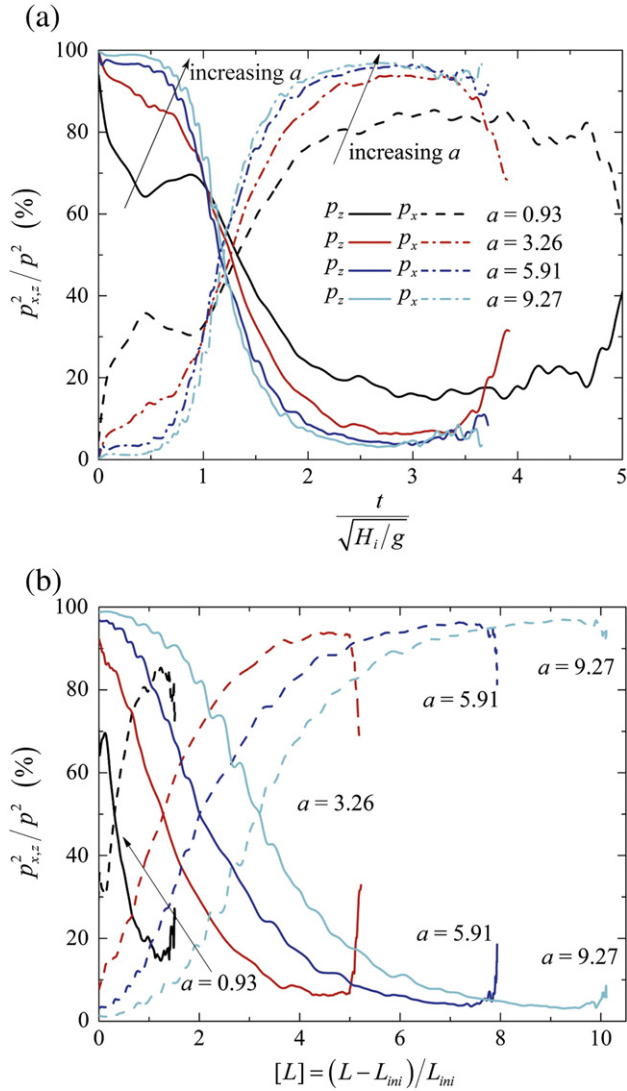 (a)
100
80
60
40
20
0
p²x,z / p² (%)
increasing a
increasing a
pz px a = 0.93
pz px a = 3.26
pz px a = 5.91
pz px a = 9.27
0 1 2 3 4 5
t
√Hi/g
(b)
100
80
60
40
20
0
p²x,z / p² (%)
a = 9.27
a = 5.91
a = 3.26
a = 5.91
a = 9.27
a = 0.93
0 2 4 6 8 10
[L] = (L − Lini)/Lini